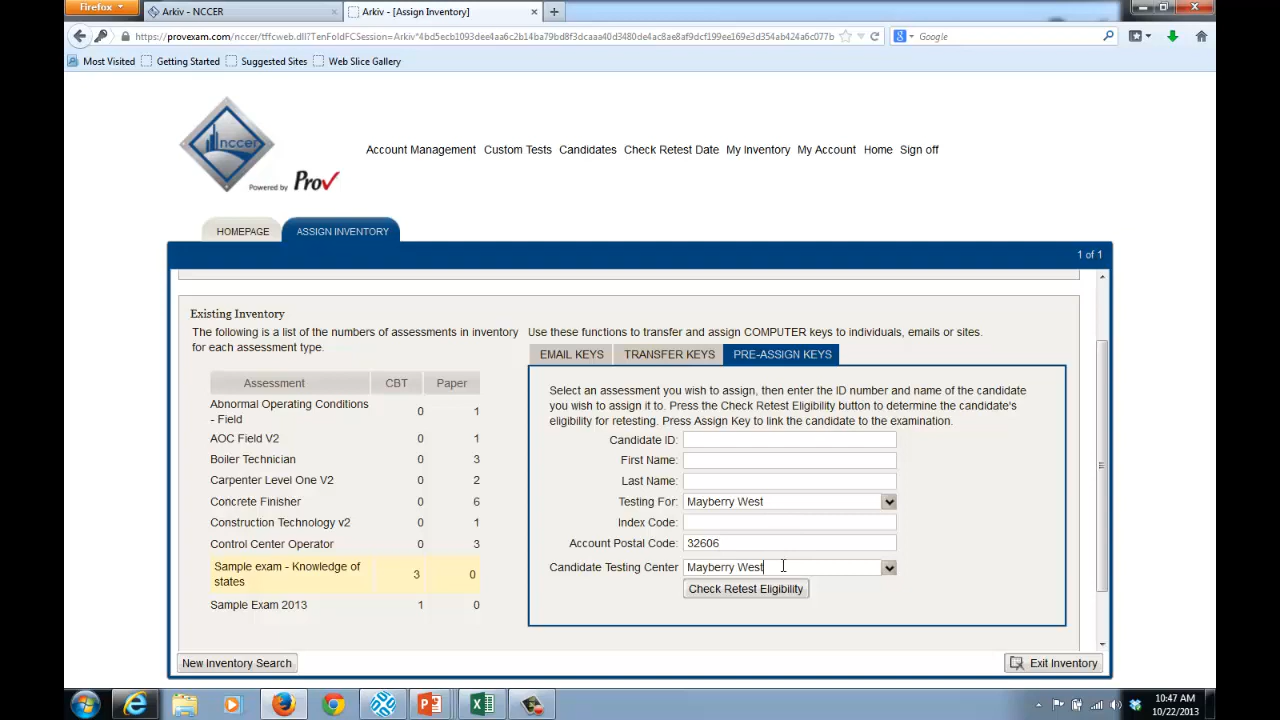 Firefox
Arkiv - NCCER
Arkiv - [Assign Inventory]
https://provexam.com/nccer/tffcweb.dll?TenFoldFCSession=Arkiv
Google
Most Visited
Getting Started
Suggested Sites
Web Slice Gallery
nccer
Powered by Prov
Account Management
Custom Tests
Candidates
Check Retest Date
My Inventory
My Account
Home
Sign off
HOMEPAGE
ASSIGN INVENTORY
1 of 1
Existing Inventory
The following is a list of the numbers of assessments in inventory
for each assessment type.
Assessment CBT Paper
Abnormal Operating Conditions
- Field 0 1
AOC Field V2 0 1
Boiler Technician 0 3
Carpenter Level One V2 0 2
Concrete Finisher 0 6
Construction Technology v2 0 1
Control Center Operator 0 3
Sample exam - Knowledge of
states 3 0
Sample Exam 2013 1 0
Use these functions to transfer and assign COMPUTER keys to individuals, emails or sites.
EMAIL KEYS
TRANSFER KEYS
PRE-ASSIGN KEYS
Select an assessment you wish to assign, then enter the ID number and name of the candidate
you wish to assign it to. Press the Check Retest Eligibility button to determine the candidate's
eligibility for retesting. Press Assign Key to link the candidate to the examination.
Candidate ID:
First Name:
Last Name:
Testing For: Mayberry West
Index Code:
Account Postal Code: 32606
Candidate Testing Center Mayberry West
Check Retest Eligibility
New Inventory Search
Exit Inventory
10:47 AM
10/22/2013